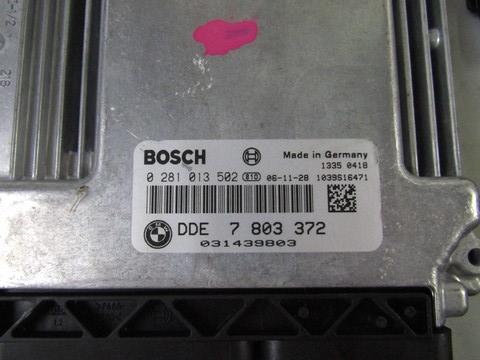 BOSCH
Made in Germany
1335 0418
0 281 013 502 810 06-11-28 1039S16471
DDE 7 803 372
031439803